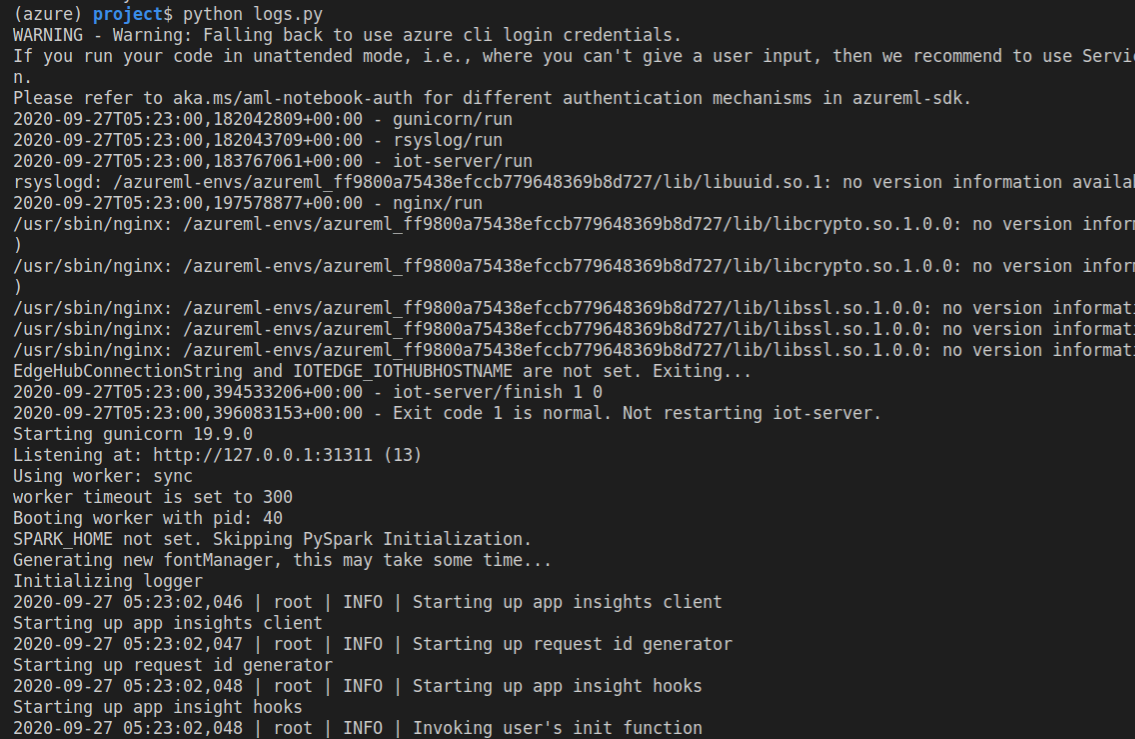 (azure) project$ python logs.py
WARNING - Warning: Falling back to use azure cli login credentials.
If you run your code in unattended mode, i.e., where you can't give a user input, then we recommend to use Servi
n.
Please refer to aka.ms/aml-notebook-auth for different authentication mechanisms in azureml-sdk.
2020-09-27T05:23:00,182042809+00:00 - gunicorn/run
2020-09-27T05:23:00,182043709+00:00 - rsyslog/run
2020-09-27T05:23:00,183767061+00:00 - iot-server/run
rsyslogd: /azureml-envs/azureml_ff9800a75438efccb779648369b8d727/lib/libuuid.so.1: no version information availa
2020-09-27T05:23:00,197578877+00:00 - nginx/run
/usr/sbin/nginx: /azureml-envs/azureml_ff9800a75438efccb779648369b8d727/lib/libcrypto.so.1.0.0: no version infor
)
/usr/sbin/nginx: /azureml-envs/azureml_ff9800a75438efccb779648369b8d727/lib/libcrypto.so.1.0.0: no version infor
)
/usr/sbin/nginx: /azureml-envs/azureml_ff9800a75438efccb779648369b8d727/lib/libssl.so.1.0.0: no version informat
/usr/sbin/nginx: /azureml-envs/azureml_ff9800a75438efccb779648369b8d727/lib/libssl.so.1.0.0: no version informat
/usr/sbin/nginx: /azureml-envs/azureml_ff9800a75438efccb779648369b8d727/lib/libssl.so.1.0.0: no version informat
EdgeHubConnectionString and IOTEDGE_IOTHUBHOSTNAME are not set. Exiting...
2020-09-27T05:23:00,394533206+00:00 - iot-server/finish 1 0
2020-09-27T05:23:00,396083153+00:00 - Exit code 1 is normal. Not restarting iot-server.
Starting gunicorn 19.9.0
Listening at: http://127.0.0.1:31311 (13)
Using worker: sync
worker timeout is set to 300
Booting worker with pid: 40
SPARK_HOME not set. Skipping PySpark Initialization.
Generating new fontManager, this may take some time...
Initializing logger
2020-09-27 05:23:02,046 | root | INFO | Starting up app insights client
Starting up app insights client
2020-09-27 05:23:02,047 | root | INFO | Starting up request id generator
Starting up request id generator
2020-09-27 05:23:02,048 | root | INFO | Starting up app insight hooks
Starting up app insight hooks
2020-09-27 05:23:02,048 | root | INFO | Invoking user's init function